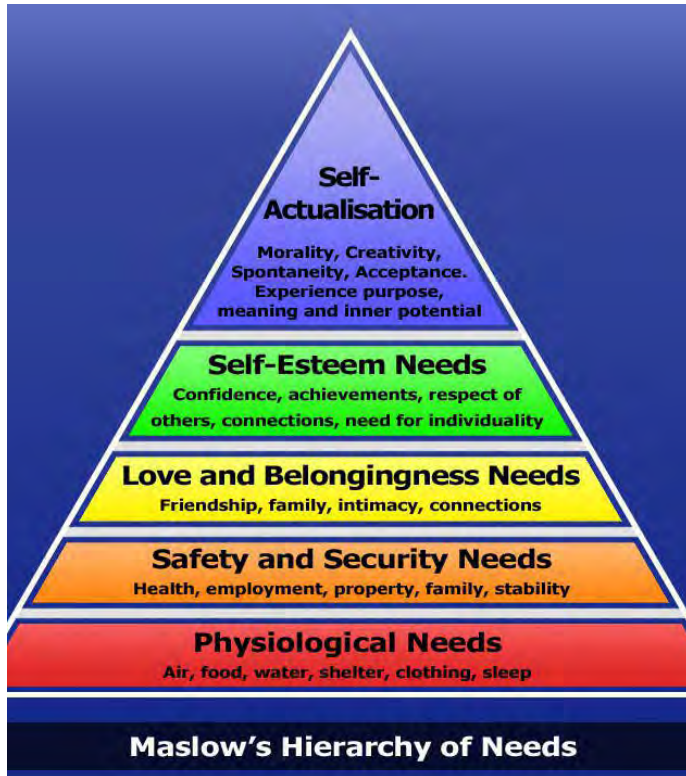 Self-
Actualisation
Morality, Creativity,
Spontaneity, Acceptance.
Experience purpose,
meaning and inner potential
Self-Esteem Needs
Confidence, achievements, respect of
others, connections, need for individuality
Love and Belongingness Needs
Friendship, family, intimacy, connections
Safety and Security Needs
Health, employment, property, family, stability
Physiological Needs
Air, food, water, shelter, clothing, sleep
Maslow's Hierarchy of Needs